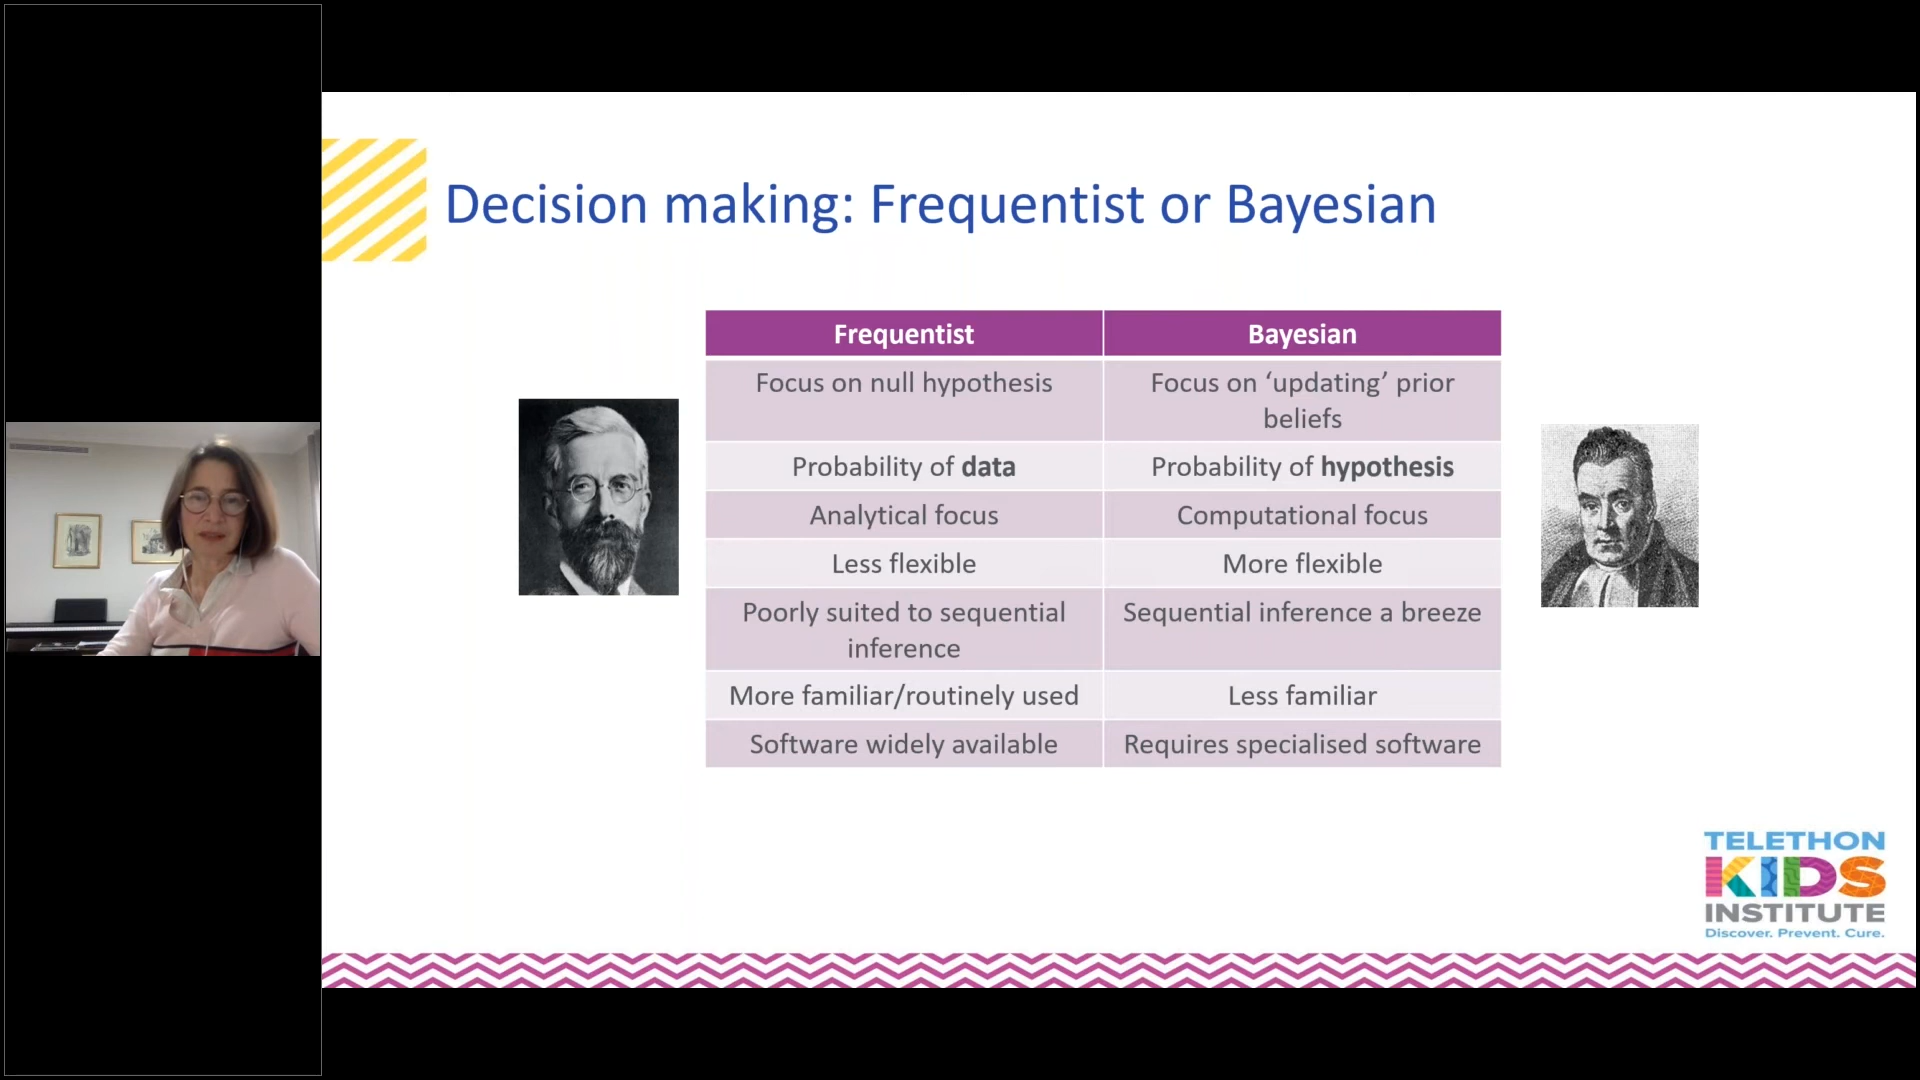 Decision making: Frequentist or Bayesian
Frequentist
Bayesian
Focus on null hypothesis
Focus on ‘updating’ prior
beliefs
Probability of data
Probability of hypothesis
Analytical focus
Computational focus
Less flexible
More flexible
Poorly suited to sequential
inference
Sequential inference a breeze
More familiar/routinely used
Less familiar
Software widely available
Requires specialised software
TELETHON
KIDS
INSTITUTE
Discover. Prevent. Cure.